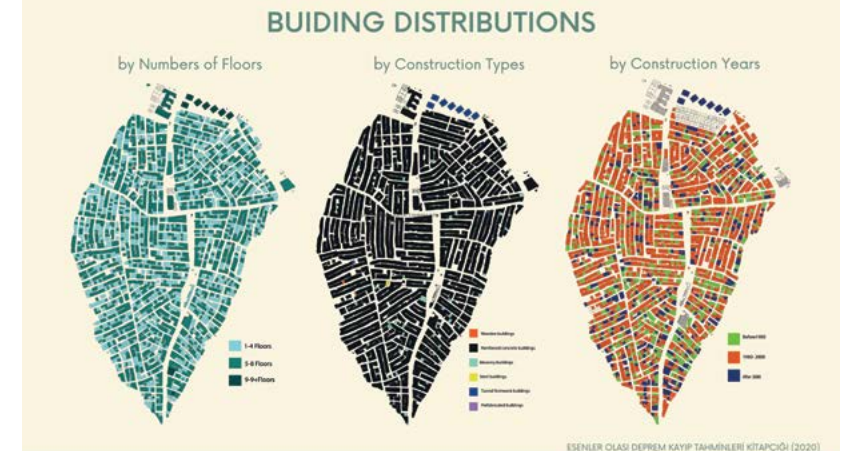 BUIDING DISTRIBUTIONS
by Numbers of Floors
by Construction Types
by Construction Years
1-4 Floors
5-8 Floors
9-9+Floors
Wooden buildings
Reinforced concrete buildings
Masonry buildings
Steel buildings
Tunnel formwork buildings
Prefabricated buildings
1980-2000
After 2000
ESENLER OLASI DEPREM KAYIP TAHMİNLERİ KİTAPÇIĞI (2020)